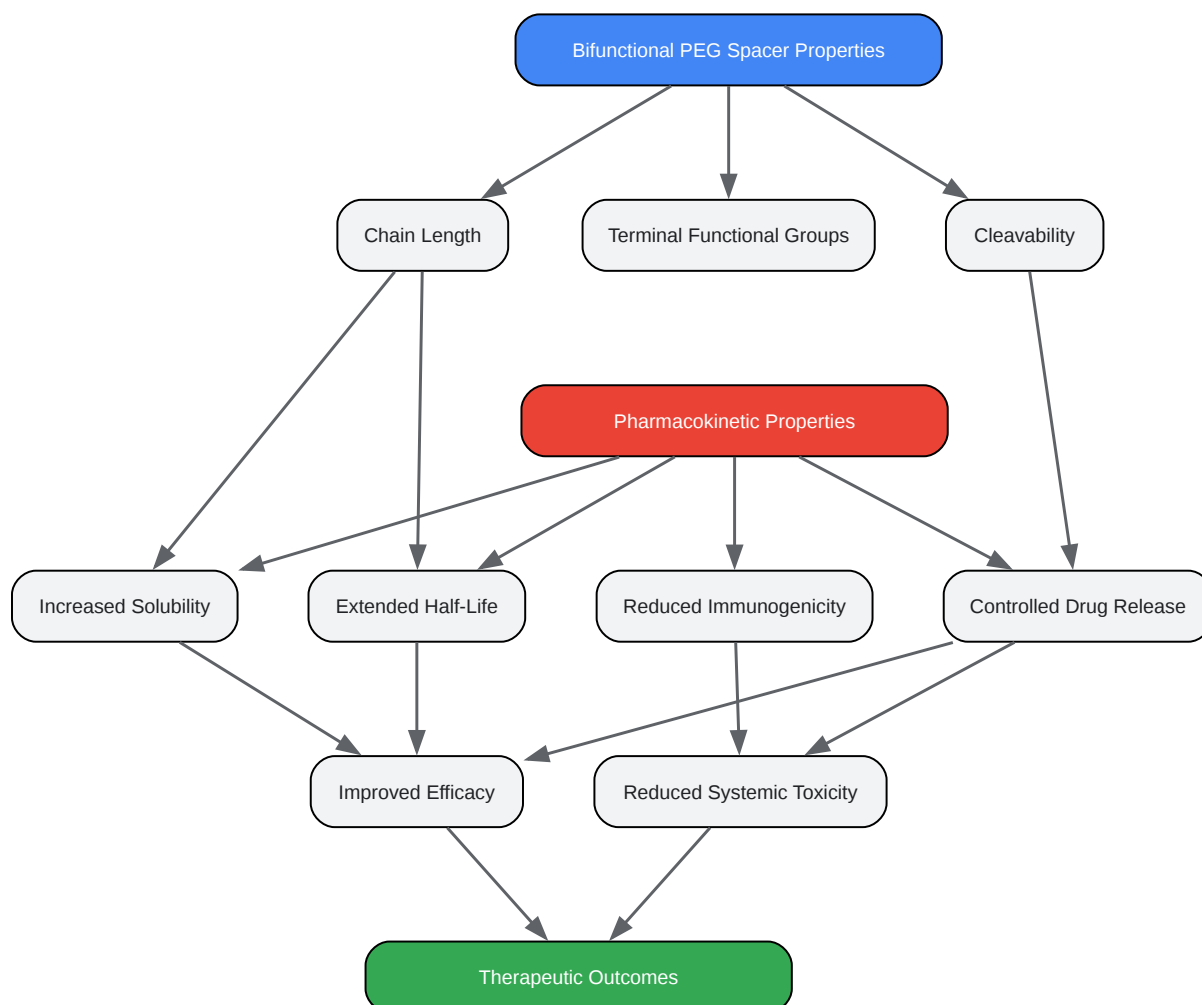 Bifunctional PEG Spacer Properties
Chain Length
Terminal Functional Groups
Cleavability
Pharmacokinetic Properties
Increased Solubility
Extended Half-Life
Reduced Immunogenicity
Controlled Drug Release
Improved Efficacy
Reduced Systemic Toxicity
Therapeutic Outcomes